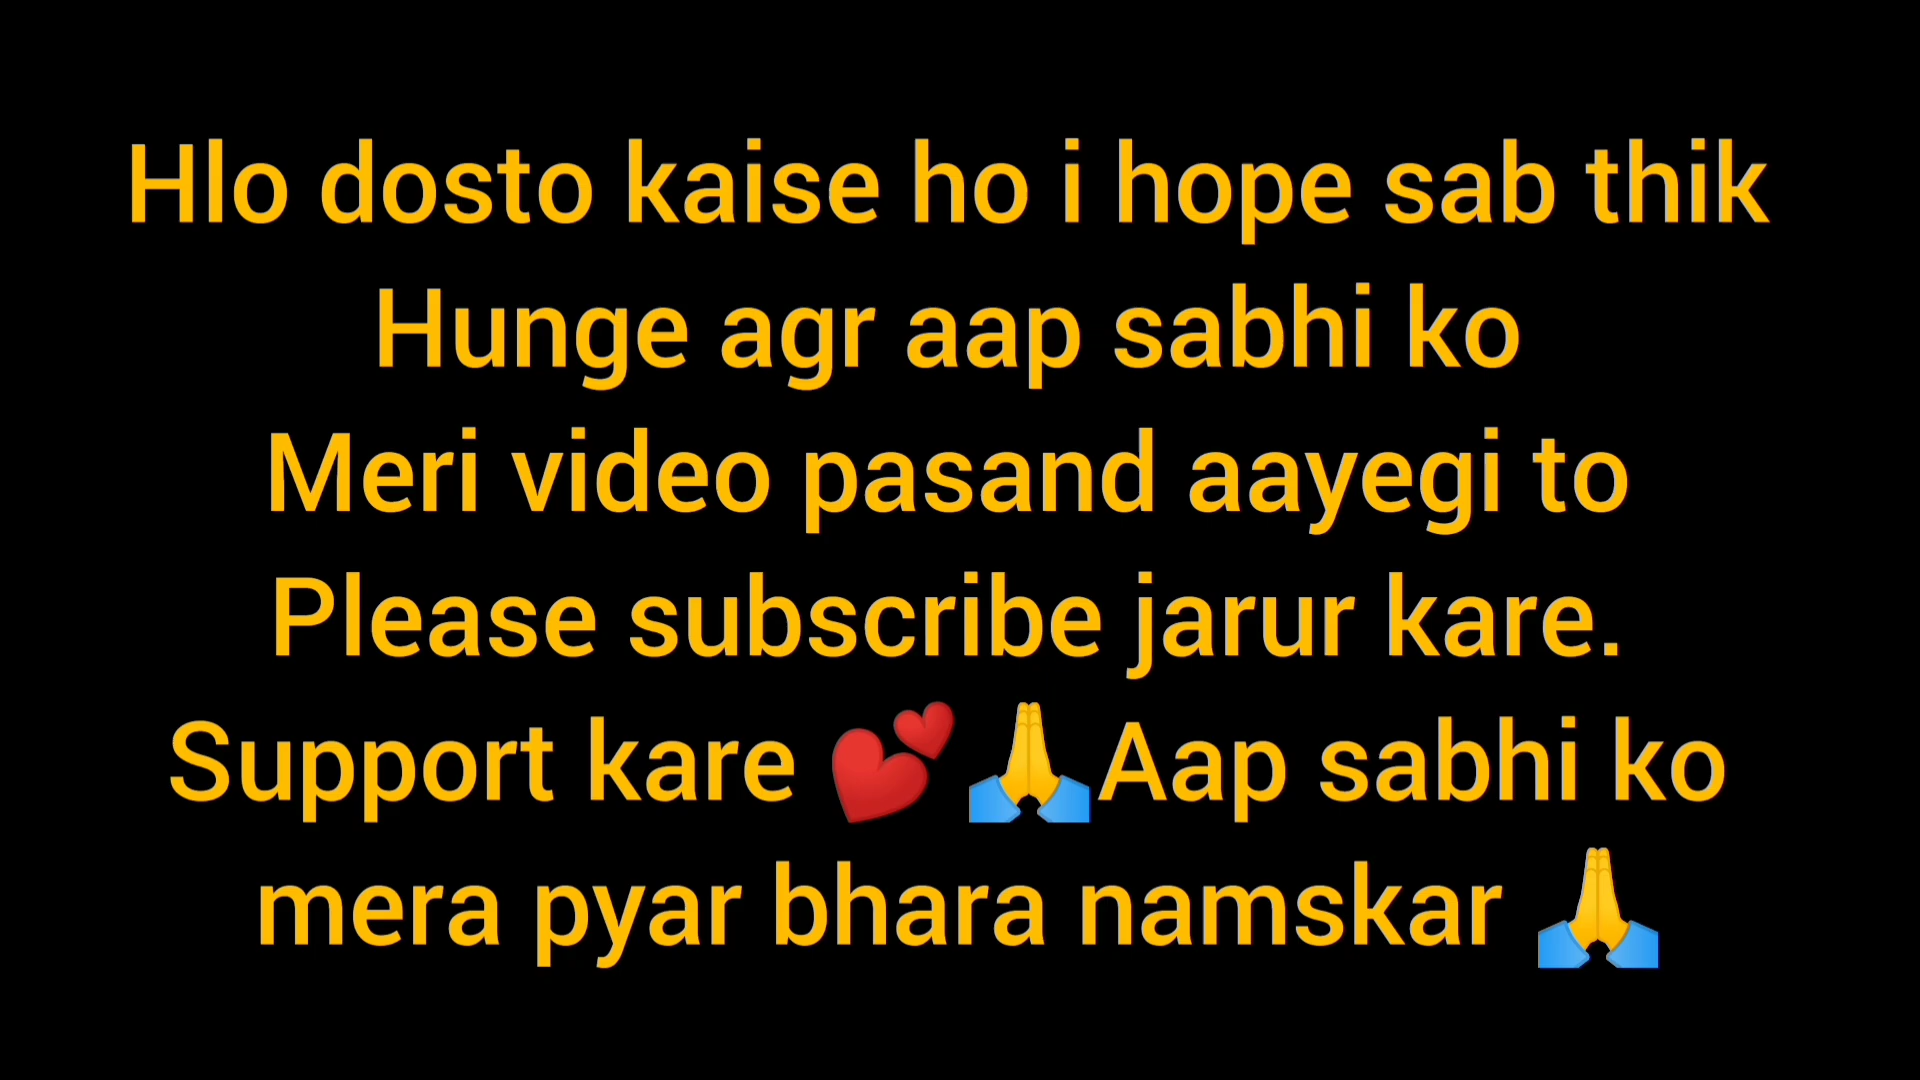 Hlo dosto kaise ho i hope sab thik
Hunge agr aap sabhi ko
Meri video pasand aayegi to
Please subscribe jarur kare.
Support kare 💕🙏Aap sabhi ko
mera pyar bhara namskar 🙏